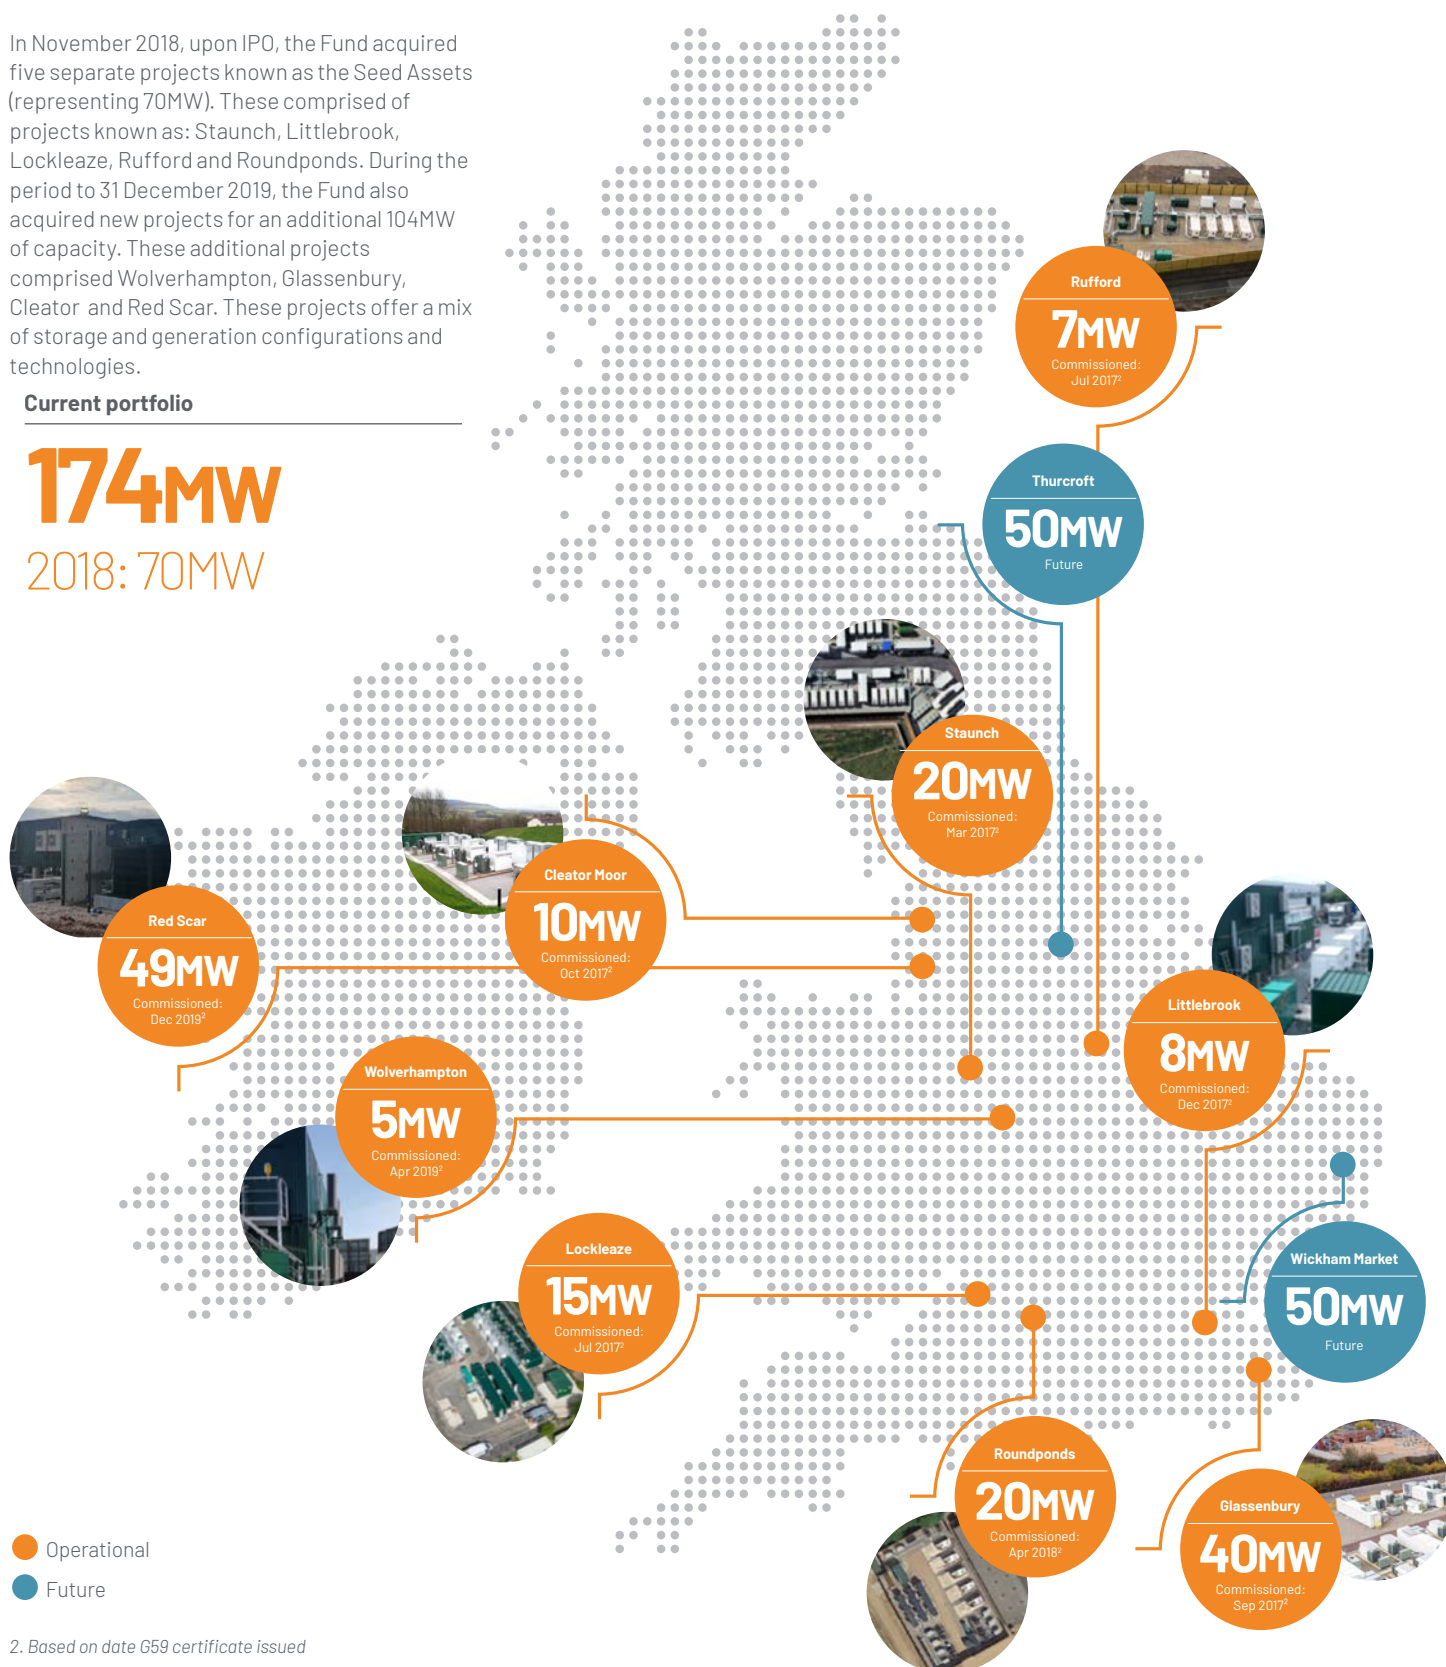 In November 2018, upon IPO, the Fund acquired
five separate projects known as the Seed Assets
(representing 70MW). These comprised of
projects known as: Staunch, Littlebrook,
Lockleaze, Rufford and Roundponds. During the
period to 31 December 2019, the Fund also
acquired new projects for an additional 104MW
of capacity. These additional projects
comprised Wolverhampton, Glassenbury,
Cleator and Red Scar. These projects offer a mix
of storage and generation configurations and
technologies.
Current portfolio
174MW
2018: 70MW
Rufford
7MW
Commissioned:
Jul 2017²
Thurcroft
50MW
Future
Staunch
20MW
Commissioned:
Mar 2017²
Cleator Moor
10MW
Commissioned:
Oct 2017²
Red Scar
49MW
Commissioned:
Dec 2019²
Littlebrook
8MW
Commissioned:
Dec 2017²
Wolverhampton
5MW
Commissioned:
Apr 2019²
Lockleaze
15MW
Commissioned:
Jul 2017²
Wickham Market
50MW
Future
Roundponds
20MW
Commissioned:
Apr 2018²
Glassenbury
40MW
Commissioned:
Sep 2017²
Operational
Future
2. Based on date G59 certificate issued